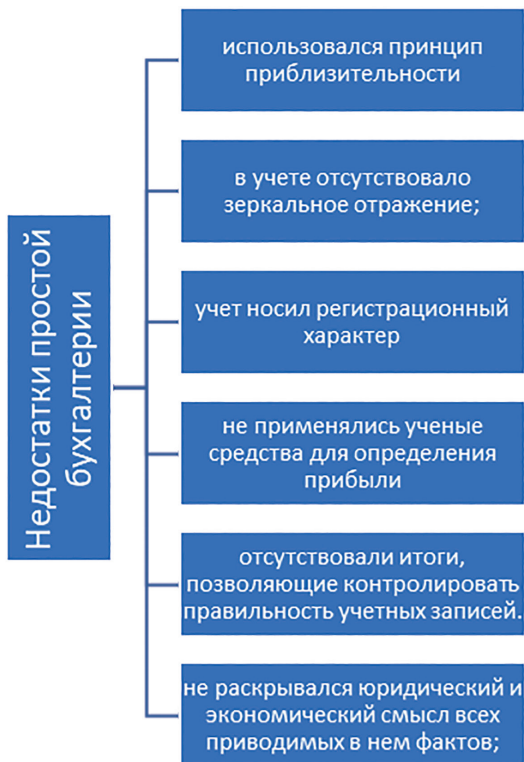 Недостатки простой
бухгалтерии
использовался принцип
приблизительности
в учете отсутствовало
зеркальное отражение;
учет носил регистрационный
характер
не применялись ученые
средства для определения
прибыли
отсутствовали итоги,
позволяющие контролировать
правильность учетных записей.
не раскрывался юридический и
экономический смысл всех
приводимых в нем фактов;